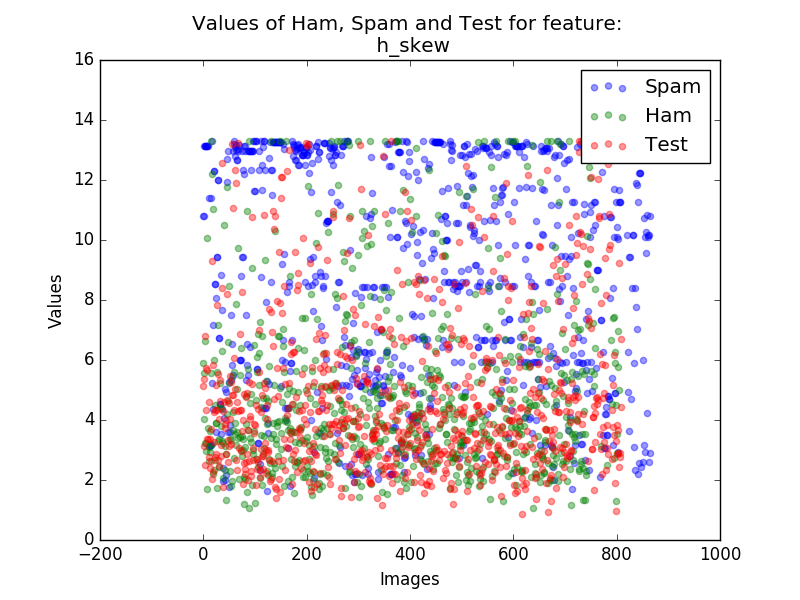 Values of Ham, Spam and Test for feature:
h_skew
16
14
12
10
8
6
4
2
0
−200
0
200
400
600
800
1000
Values
Images
Spam
Ham
Test